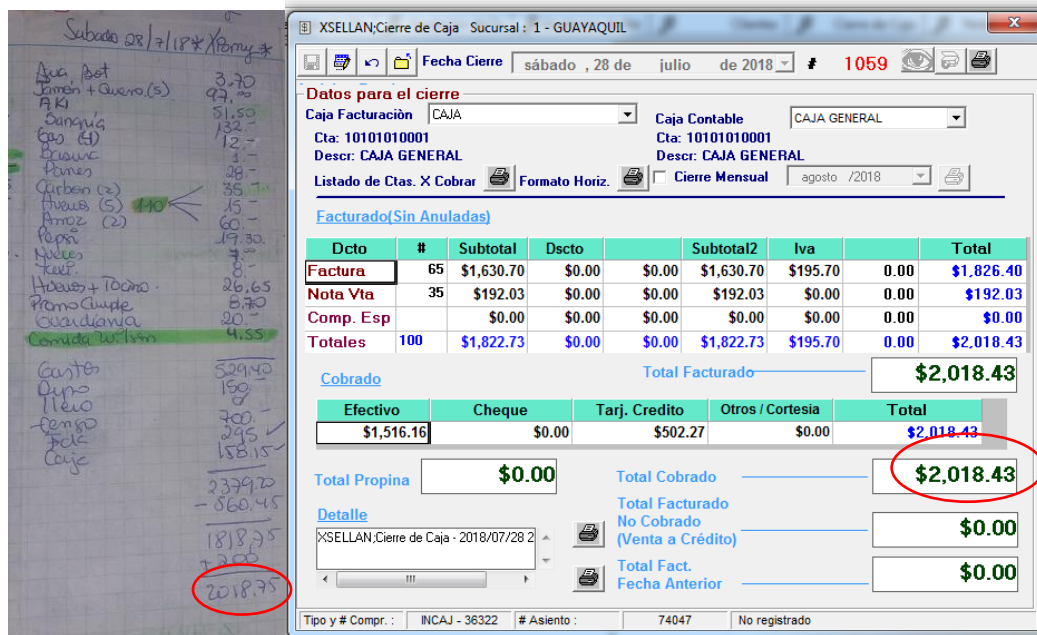 Sabado 28/7/18
3.70
Jamón + Queso (5) 97,00
AKI 51.50
Sangria 132.-
Gas (4) 12.-
Basura 1.-
Panes 28.-
Carbon (2) 35.-
Huevos (5) 110 15.-
Arroz (2) 60.-
Pepsi 19.30
Nueces 7.-
8.-
Huevos + Tocino. 26,65
Promo Cumple 8.70
Guardianja 20.-
Comida Wilson 4.55
Gastos 529.40
150
700.-
295
Caja 158.15
2379.20
- 560.45
1818,75
+ 200
2018.75
XSELLAN;Cierre de Caja Sucursal : 1 - GUAYAQUIL
Fecha Cierre sábado , 28 de julio de 2018 # 1059
Datos para el cierre
Caja Facturaciòn CAJA Caja Contable CAJA GENERAL
Cta: 10101010001 Cta: 10101010001
Descr: CAJA GENERAL Descr: CAJA GENERAL
Listado de Ctas. X Cobrar Formato Horiz. Cierre Mensual agosto /2018
Facturado(Sin Anuladas)
Dcto # Subtotal Dscto Subtotal2 Iva Total
Factura 65 $1,630.70 $0.00 $0.00 $1,630.70 $195.70 0.00 $1,826.40
Nota Vta 35 $192.03 $0.00 $0.00 $192.03 $0.00 0.00 $192.03
Comp. Esp $0.00 $0.00 $0.00 $0.00 $0.00 0.00 $0.00
Totales 100 $1,822.73 $0.00 $0.00 $1,822.73 $195.70 0.00 $2,018.43
Total Facturado $2,018.43
Cobrado
Efectivo Cheque Tarj. Credito Otros / Cortesia Total
$1,516.16 $0.00 $502.27 $0.00 $2,018.43
Total Propina $0.00 Total Cobrado $2,018.43
Detalle
XSELLAN;Cierre de Caja - 2018/07/28 2
Total Facturado
No Cobrado
(Venta a Crédito) $0.00
Total Fact.
Fecha Anterior $0.00
Tipo y # Compr. : INCAJ - 36322 # Asiento : 74047 No registrado